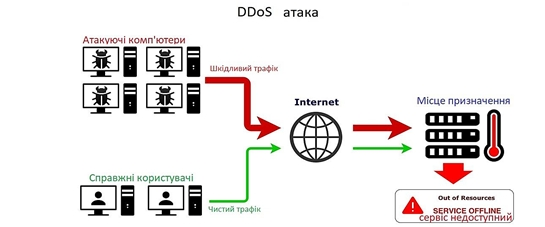 DDoS атака
Атакуючі комп'ютери
Шкідливий трафік
Internet
Місце призначення
Справжні користувачі
Чистий трафік
Out of Resources
SERVICE OFFLINE
сервіс недоступний